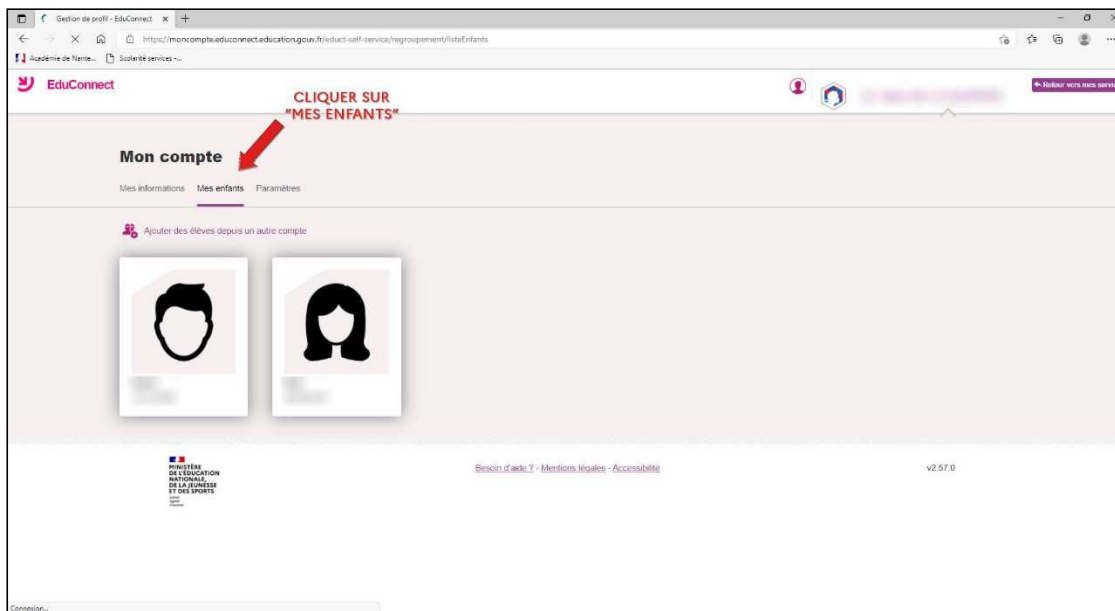 Gestion de profil - EduConnect
https://moncompte.educonnect.education.gouv.fr/educt-self-service/regroupement/listeEnfants
Académie de Nante...
Scolarité services -...
EduConnect
Retour vers mes servic
CLIQUER SUR
"MES ENFANTS"
Mon compte
Mes informations Mes enfants Paramètres
Ajouter des élèves depuis un autre compte
MINISTÈRE
DE L'ÉDUCATION
NATIONALE,
DE LA JEUNESSE
ET DES SPORTS
Besoin d'aide ? - Mentions légales - Accessibilité
v2.57.0
Connexion...